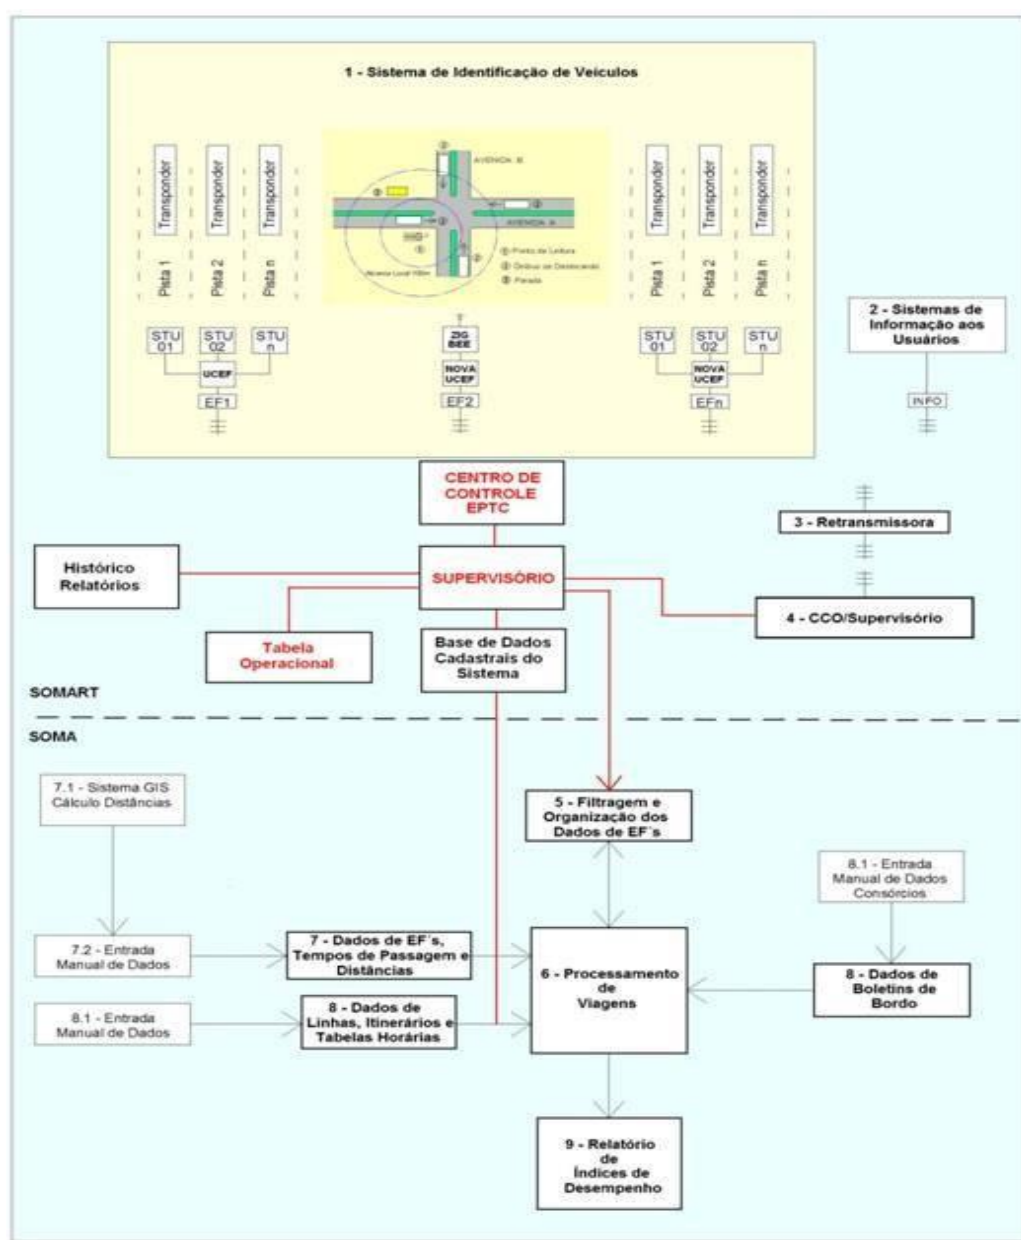 1 - Sistema de Identificação de Veículos
Transponder
Transponder
Transponder
Pista 1
Pista 2
Pista n
STU 01
STU 02
STU n
UCEF
EF1
AVENIDA B
AVENIDA A
1 Ponto de Leitura
2 Ônibus se Deslocando
3 Parada
ZIG
BEE
NOVA
UCEF
EF2
Transponder
Transponder
Transponder
Pista 1
Pista 2
Pista n
STU 01
STU 02
STU n
NOVA
UCEF
EFn
2 - Sistemas de
Informação aos
Usuários
INFO
CENTRO DE
CONTROLE
EPTC
3 - Retransmissora
Histórico
Relatórios
SUPERVISÓRIO
4 - CCO/Supervisório
Tabela
Operacional
Base de Dados
Cadastrais do
Sistema
SOMART
SOMA
7.1 - Sistema GIS
Cálculo Distâncias
5 - Filtragem e
Organização dos
Dados de EF´s
8.1 - Entrada
Manual de Dados
Consórcios
7.2 - Entrada
Manual de Dados
7 - Dados de EF´s,
Tempos de Passagem e
Distâncias
6 - Processamento
de
Viagens
8 - Dados de
Boletins de
Bordo
8.1 - Entrada
Manual de Dados
8 - Dados de
Linhas, Itinerários e
Tabelas Horárias
9 - Relatório
de
Índices de
Desempenho